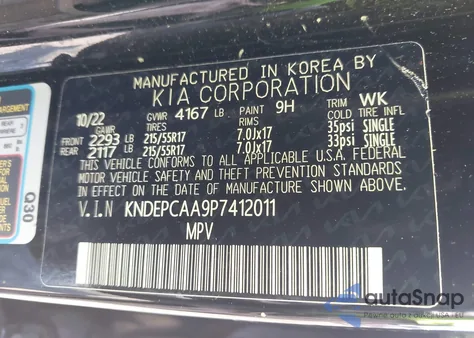 MANUFACTURED IN KOREA BY
KIA CORPORATION
10/22 GVWR 4167 LB PAINT 9H TRIM WK
TIRES COLD TIRE INFL
FRONT 2293 LB 215/55R17 7.0Jx17 35psi SINGLE
REAR 2117 LB 215/55R17 7.0Jx17 33psi SINGLE
THIS VEHICLE CONFORMS TO ALL APPLICABLE U.S.A. FEDERAL
MOTOR VEHICLE SAFETY AND THEFT PREVENTION STANDARDS
IN EFFECT ON THE DATE OF MANUFACTURE SHOWN ABOVE
V.I.N KNDEPCAA9P7412011
MPV
Q30
autoSnap